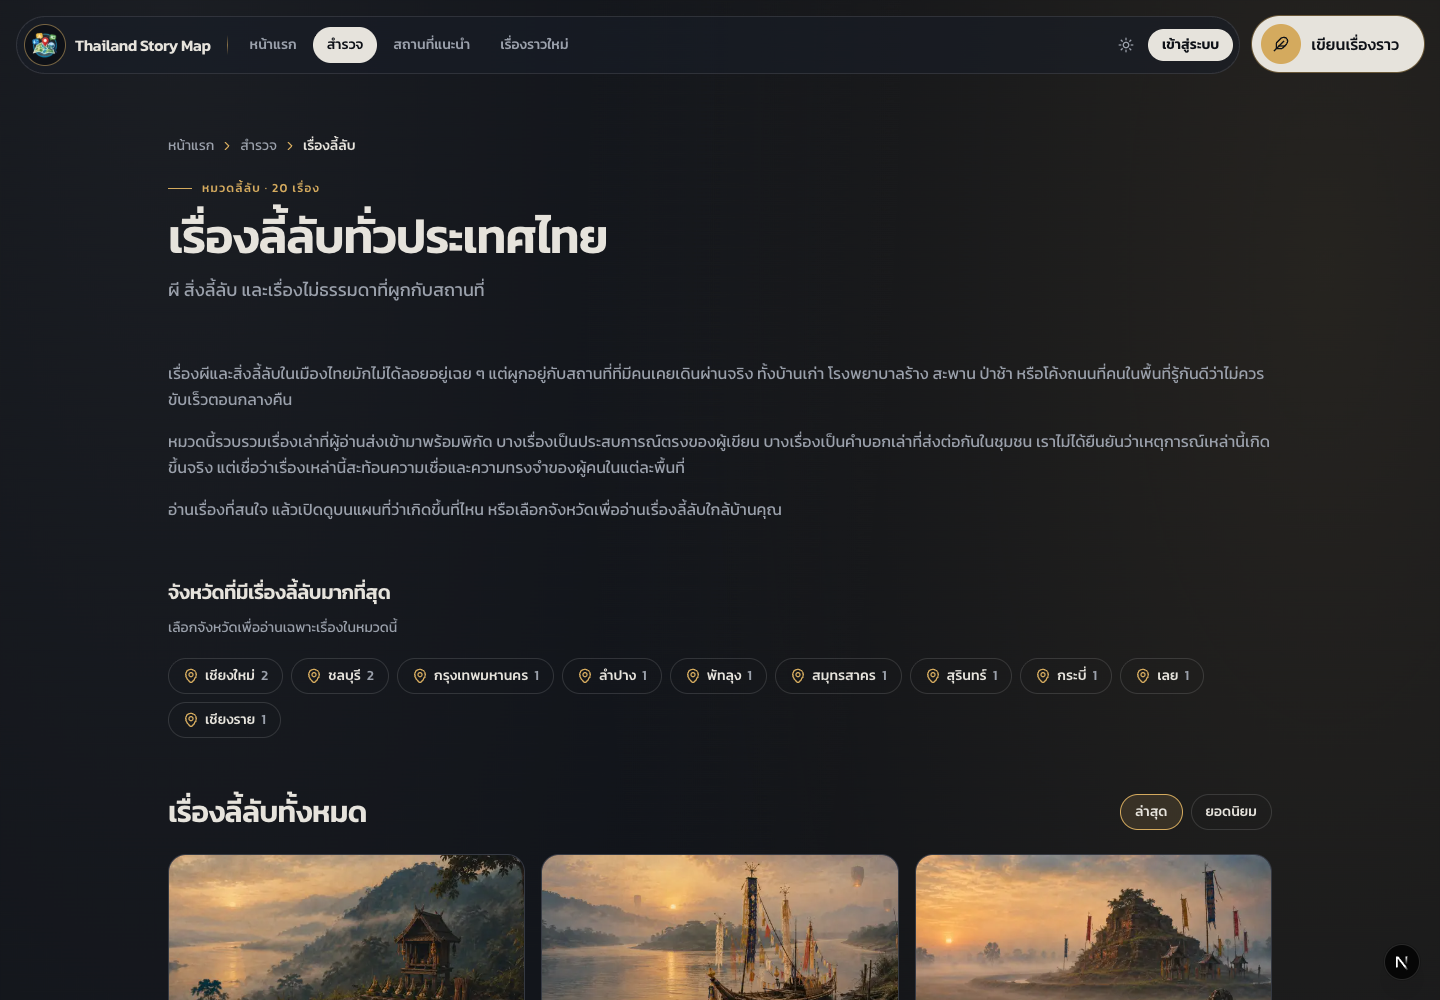 Thailand Story Map
หน้าแรก
สำรวจ
สถานที่แนะนำ
เรื่องราวใหม่
เข้าสู่ระบบ
เขียนเรื่องราว
หน้าแรก > สำรวจ > เรื่องลี้ลับ
หมวดลี้ลับ · 20 เรื่อง
เรื่องลี้ลับทั่วประเทศไทย
ผี สิ่งลี้ลับ และเรื่องไม่ธรรมดาที่ผูกกับสถานที่
เรื่องผีและสิ่งลี้ลับในเมืองไทยมักไม่ได้ลอยอยู่เฉย ๆ แต่ผูกอยู่กับสถานที่ที่มีคนเคยเดินผ่านจริง ทั้งบ้านเก่า โรงพยาบาลร้าง สะพาน ป่าช้า หรือโค้งถนนที่คนในพื้นที่รู้กันดีว่าไม่ควร
ขับเร็วตอนกลางคืน
หมวดนี้รวบรวมเรื่องเล่าที่ผู้อ่านส่งเข้ามาพร้อมพิกัด บางเรื่องเป็นประสบการณ์ตรงของผู้เขียน บางเรื่องเป็นคำบอกเล่าที่ส่งต่อกันในชุมชน เราไม่ได้ยืนยันว่าเหตุการณ์เหล่านี้เกิด
ขึ้นจริง แต่เชื่อว่าเรื่องเหล่านี้สะท้อนความเชื่อและความทรงจำของผู้คนในแต่ละพื้นที่
อ่านเรื่องที่สนใจ แล้วเปิดดูบนแผนที่ว่าเกิดขึ้นที่ไหน หรือเลือกจังหวัดเพื่ออ่านเรื่องลี้ลับใกล้บ้านคุณ
จังหวัดที่มีเรื่องลี้ลับมากที่สุด
เลือกจังหวัดเพื่ออ่านเฉพาะเรื่องในหมวดนี้
เชียงใหม่ 2
ชลบุรี 2
กรุงเทพมหานคร 1
ลำปาง 1
พัทลุง 1
สมุทรสาคร 1
สุรินทร์ 1
กระบี่ 1
เลย 1
เชียงราย 1
เรื่องลี้ลับทั้งหมด
ล่าสุด
ยอดนิยม
N